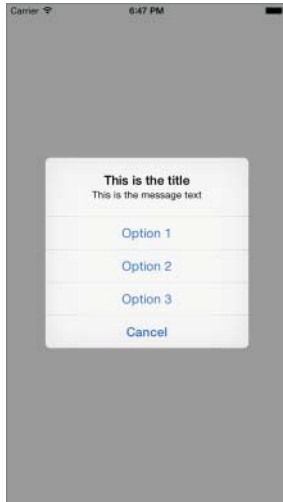 Carrier 6:47 PM
This is the title
This is the message text
Option 1
Option 2
Option 3
Cancel